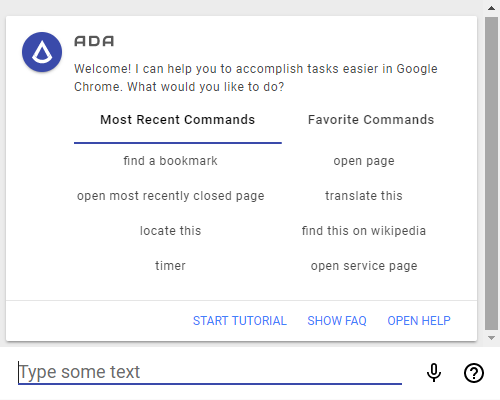 ADA
Welcome! I can help you to accomplish tasks easier in Google
Chrome. What would you like to do?
Most Recent Commands Favorite Commands
find a bookmark open page
open most recently closed page translate this
locate this find this on wikipedia
timer open service page
START TUTORIAL SHOW FAQ OPEN HELP
Type some text